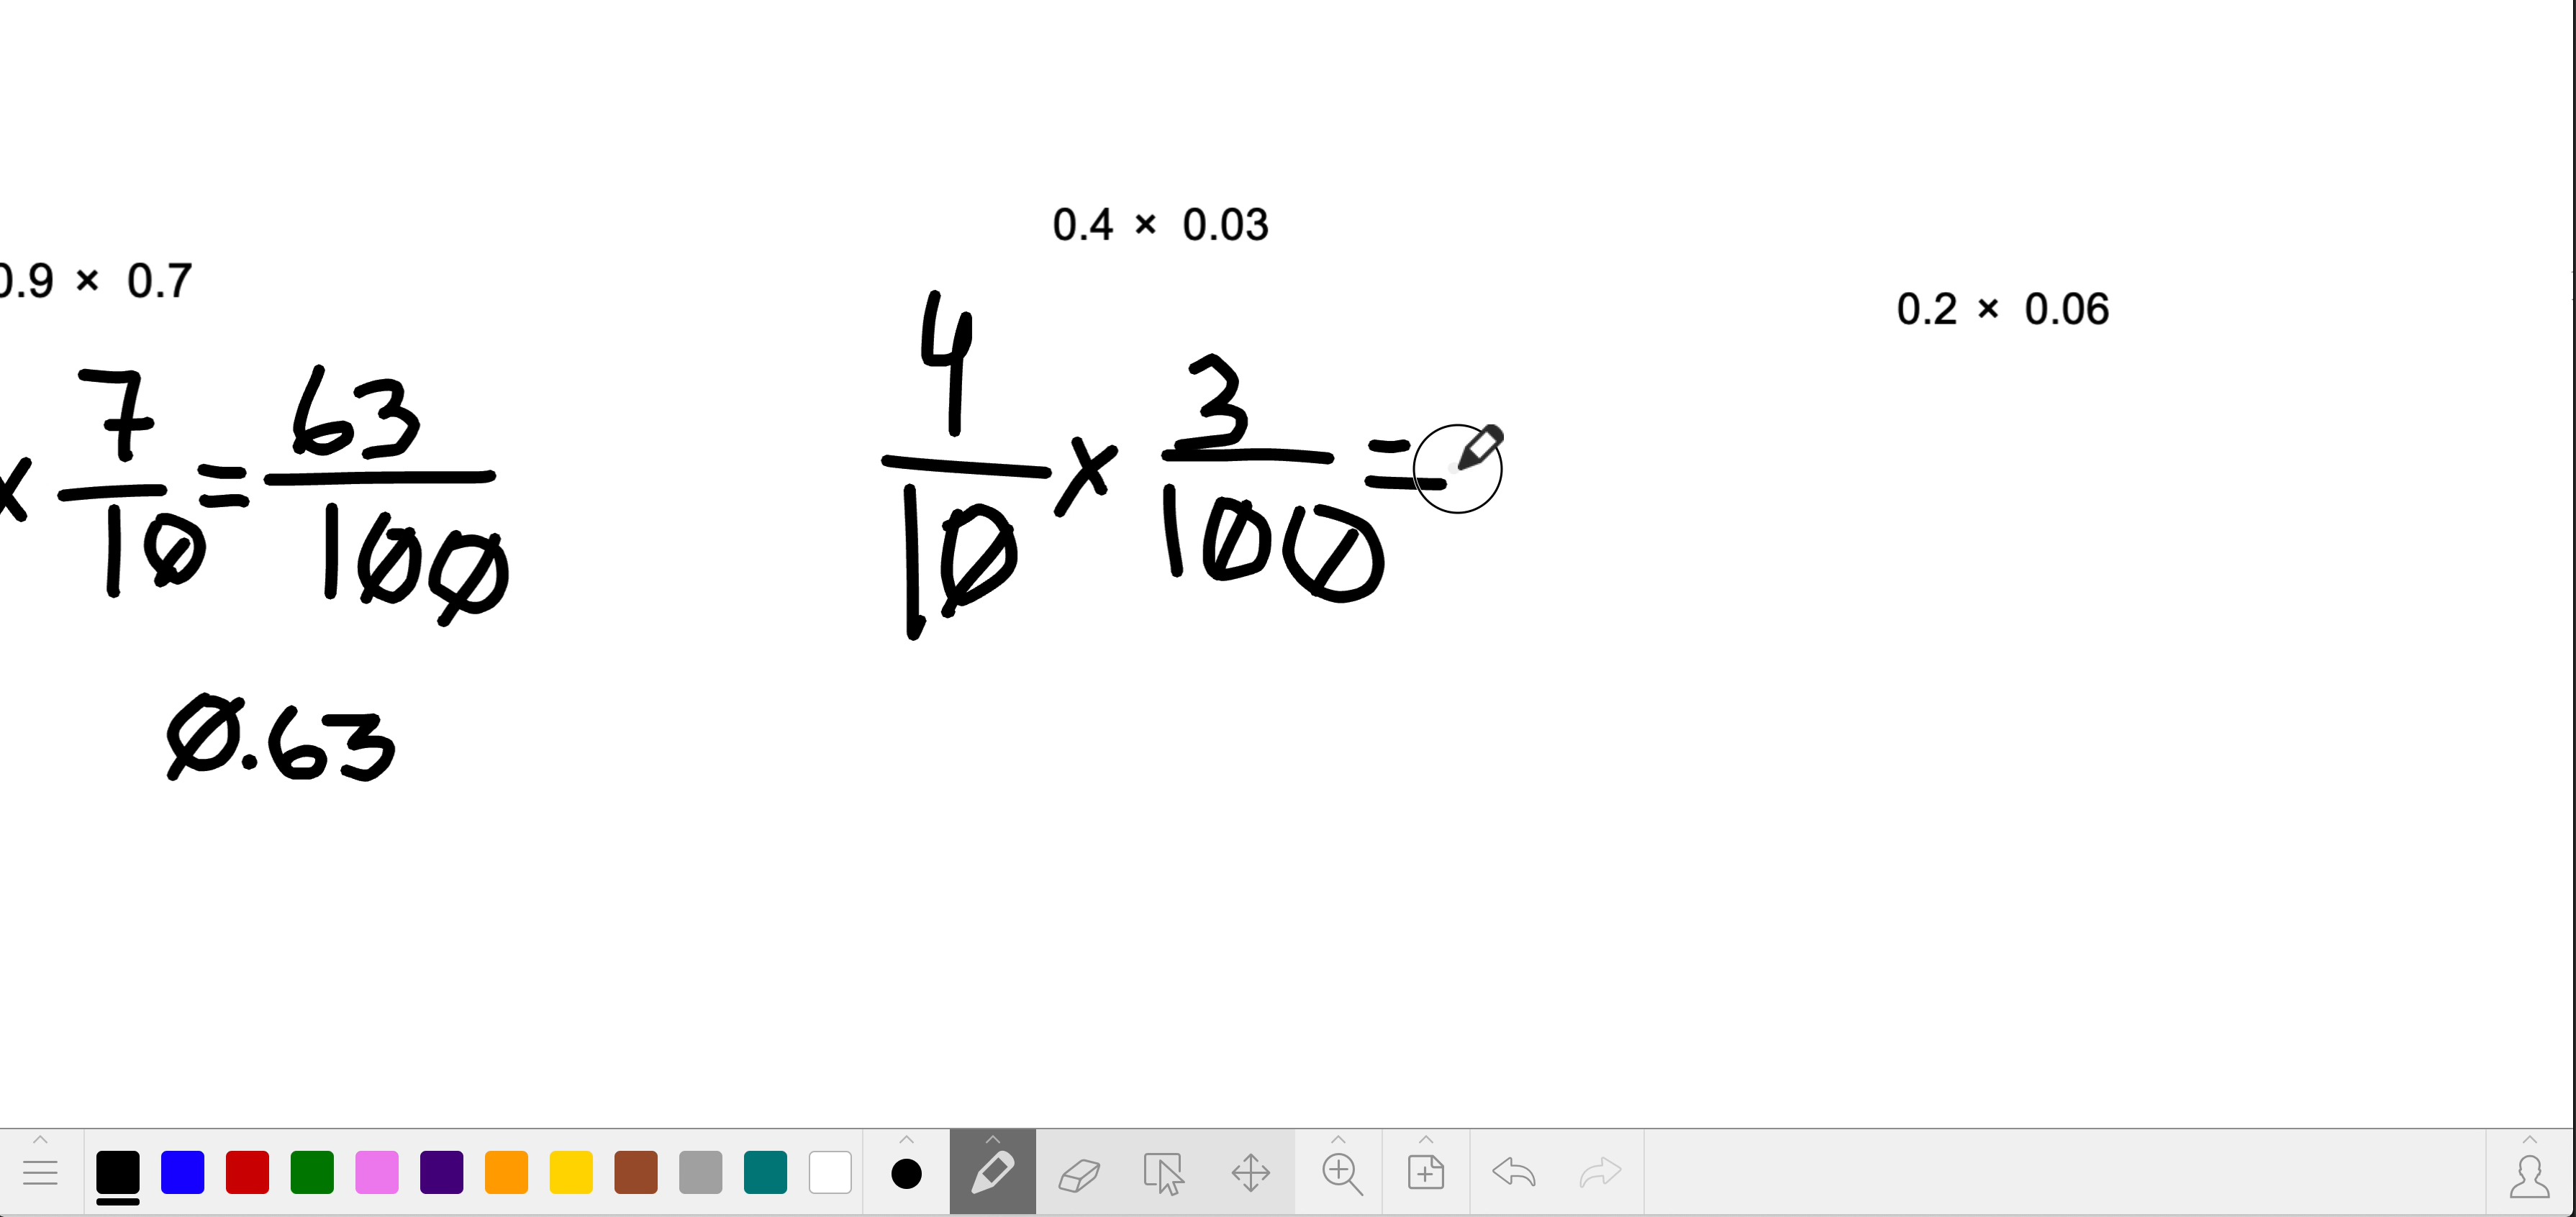 0.9 × 0.7
x 7/10 = 63/100
0.63
0.4 × 0.03
4/10 x 3/100 =
0.2 × 0.06